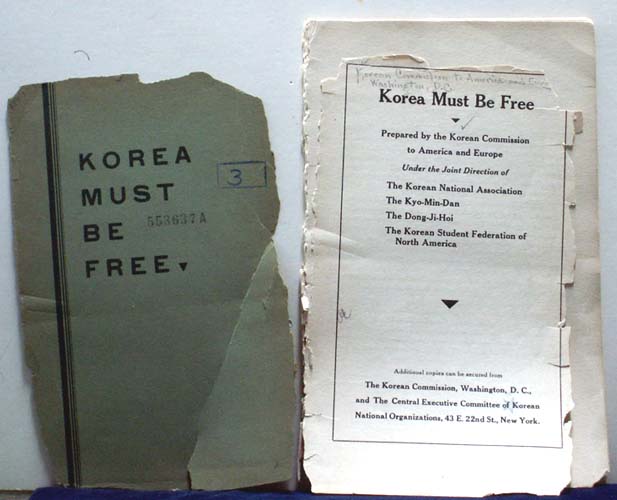 KOREA
MUST
BE
FREE
553637A
3
Korean Commission to America and
Washington, D.C.
Korea Must Be Free
Prepared by the Korean Commission
to America and Europe
Under the Joint Direction of
The Korean National Association
The Kyo-Min-Dan
The Dong-Ji-Hoi
The Korean Student Federation of
North America
Additional copies can be secured from
The Korean Commission, Washington, D. C.,
and The Central Executive Committee of Korean
National Organizations, 43 E. 22nd St., New York.